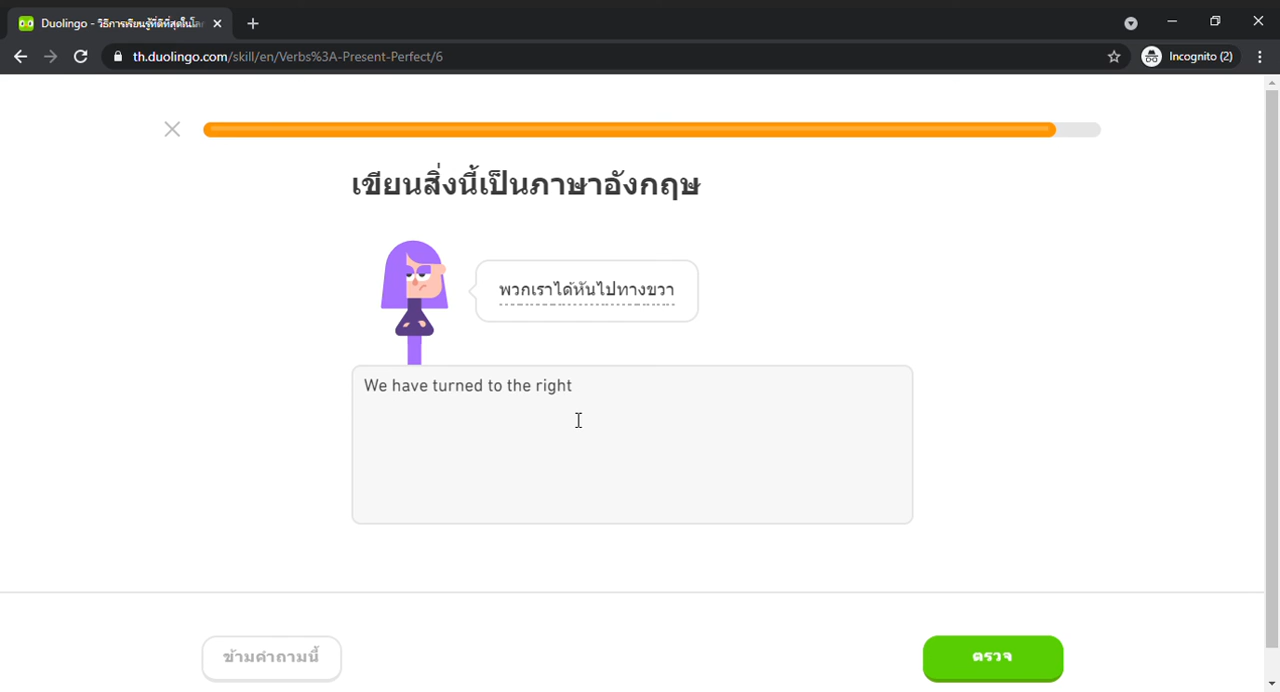 Duolingo - วิธีการเรียนรู้ที่ดีที่สุดในโล
th.duolingo.com/skill/en/Verbs%3A-Present-Perfect/6
Incognito (2)
เขียนสิ่งนี้เป็นภาษาอังกฤษ
พวกเราได้หันไปทางขวา
We have turned to the right
ข้ามคำถามนี้
ตรวจ